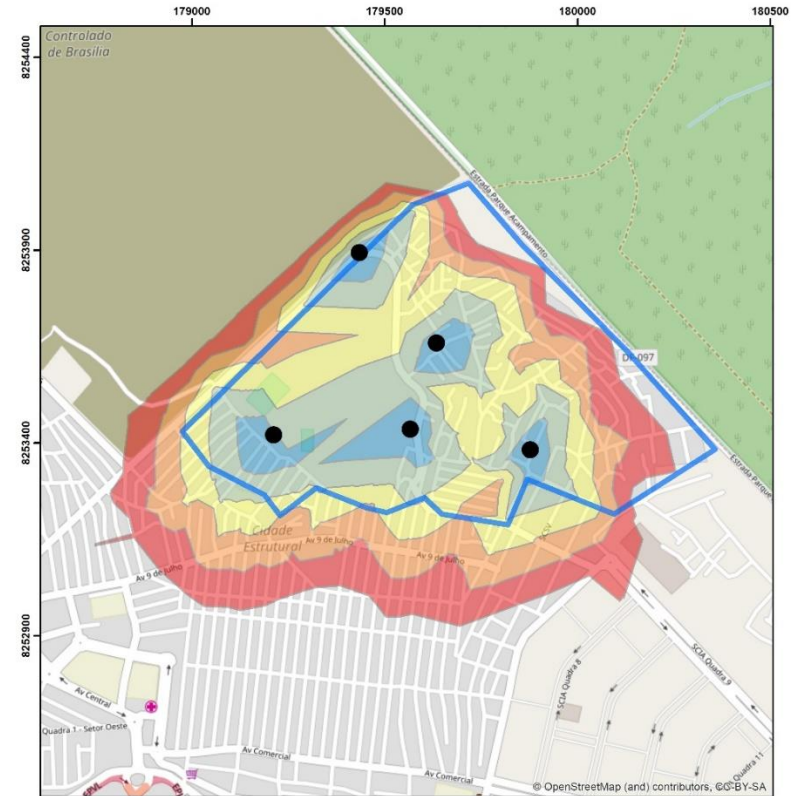 179000
179500
180000
180500
8254400
8253900
8253400
8252900
Controlado
de Brasília
Estrada Parque Acampamento
DF-097
Estrada Parque
Cidade
Estrutural
Av 9 de Julho
Av 9 de Julho
Av 9 de Julho
SCIA Quadra 9
SCIA Quadra 8
Av Central
Quadra 1 - Setor Oeste
Av Comercial
Av Comercial
Quadra 11
EPVL
© OpenStreetMap (and) contributors, CC-BY-SA